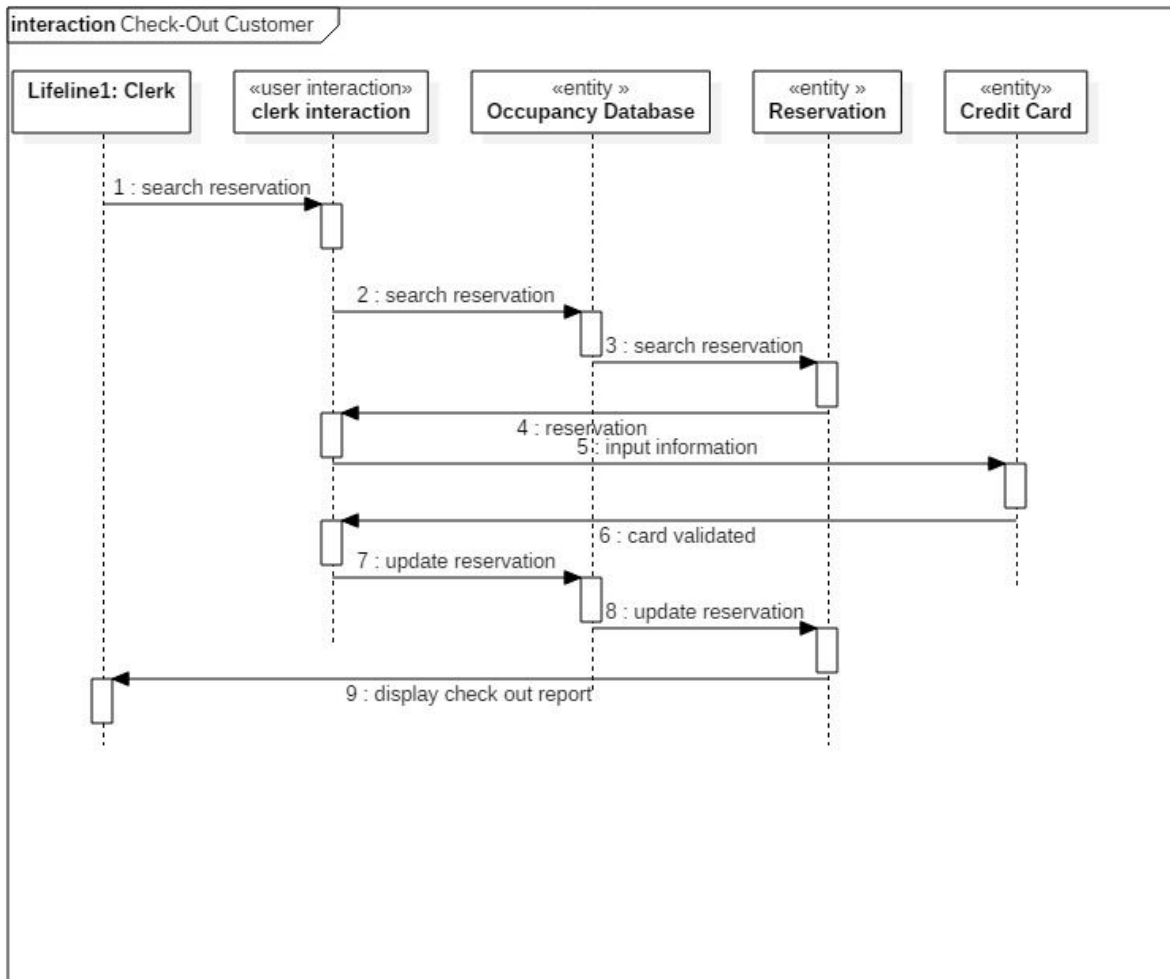 interaction Check-Out Customer
Lifeline1: Clerk
«user interaction»
clerk interaction
«entity »
Occupancy Database
«entity »
Reservation
«entity»
Credit Card
1 : search reservation
2 : search reservation
3 : search reservation
4 : reservation
5 : input information
6 : card validated
7 : update reservation
8 : update reservation
9 : display check out report